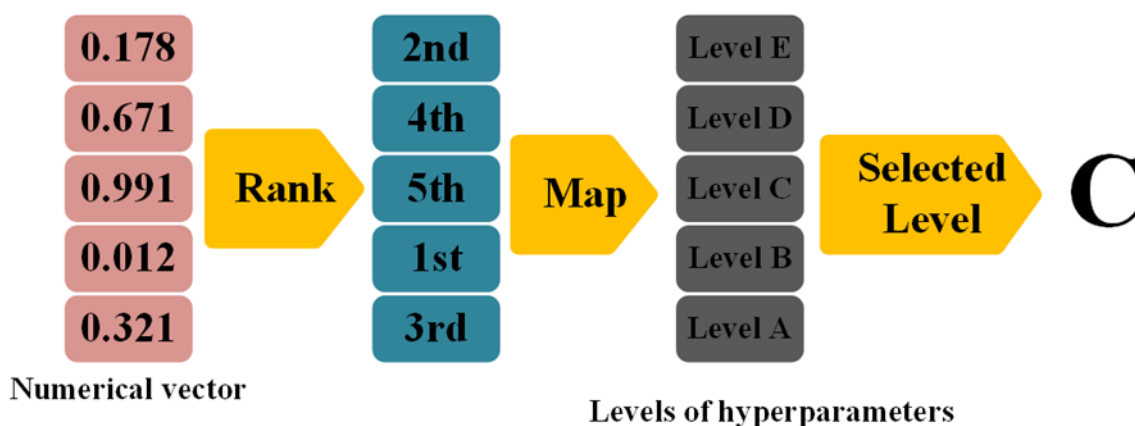 0.178
2nd
Level E
0.671
4th
Level D
0.991
Rank
5th
Map
Level C
Selected
Level
C
0.012
1st
Level B
0.321
3rd
Level A
Numerical vector
Levels of hyperparameters